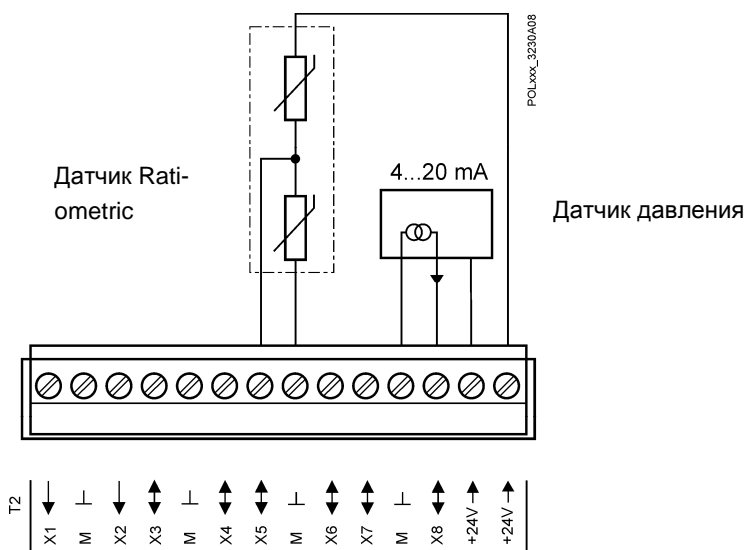 POLxxx_3230A08
4...20 mA
Датчик Rati-
ometric
Датчик давления
T2
X1 M X2 X3 M X4 X5 M X6 X7 M X8 +24V +24V